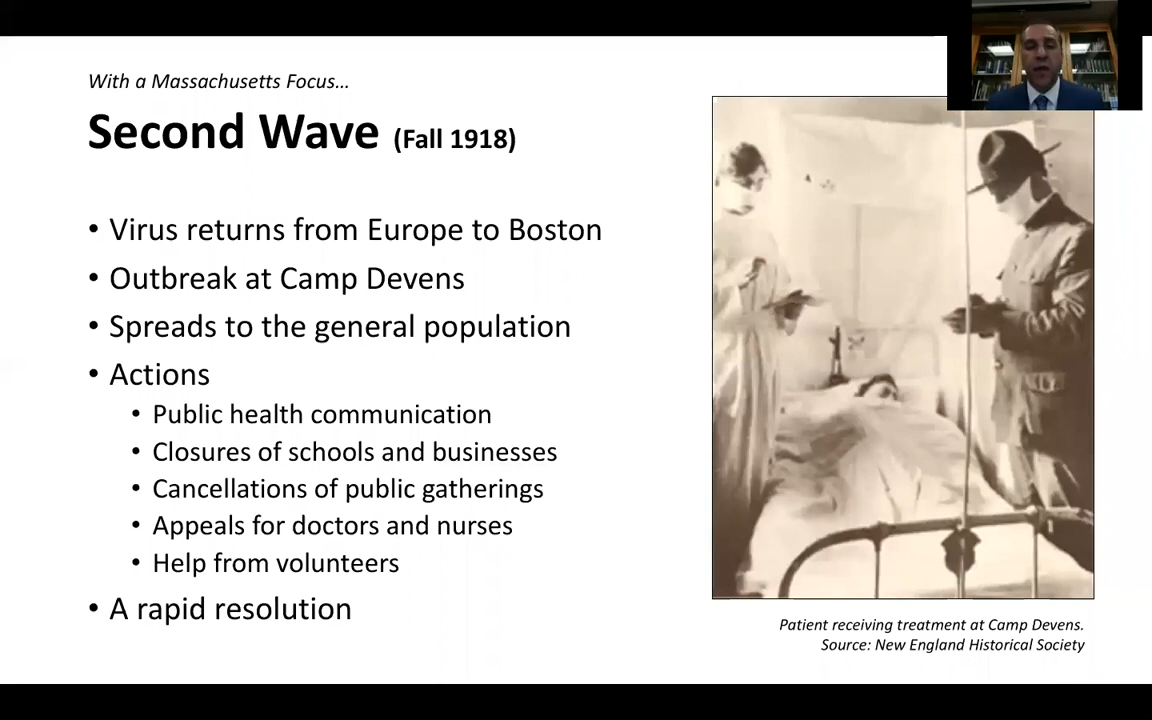 With a Massachusetts Focus…
Second Wave (Fall 1918)
• Virus returns from Europe to Boston
• Outbreak at Camp Devens
• Spreads to the general population
• Actions
• Public health communication
• Closures of schools and businesses
• Cancellations of public gatherings
• Appeals for doctors and nurses
• Help from volunteers
• A rapid resolution
Patient receiving treatment at Camp Devens.
Source: New England Historical Society